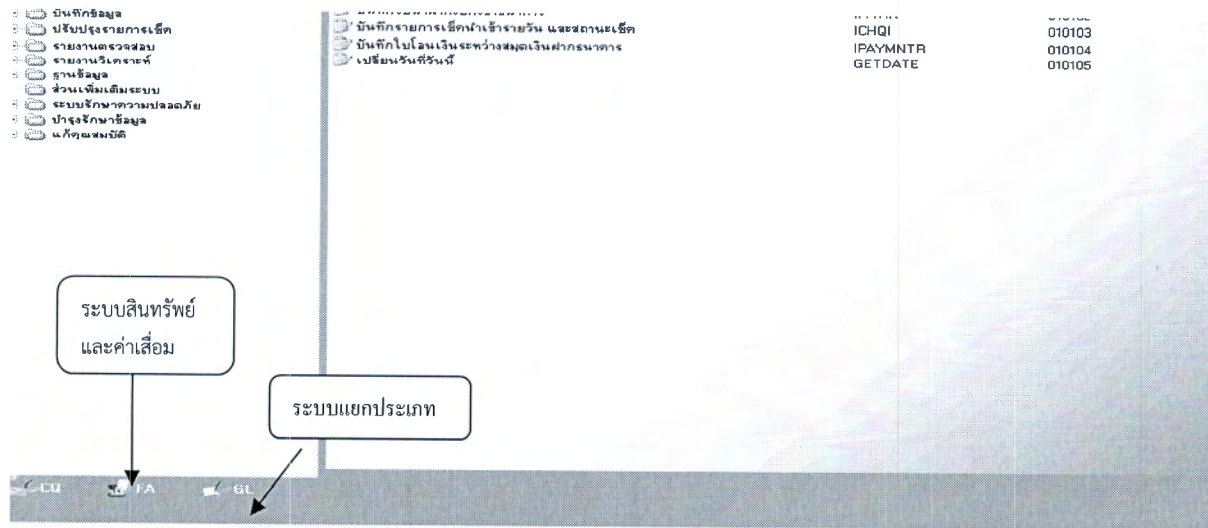 บันทึกข้อมูล
ปรับปรุงรายการเช็ค
รายงานตรวจสอบ
รายงานวิเคราะห์
ฐานข้อมูล
ส่วนเพิ่มเติมระบบ
ระบบรักษาความปลอดภัย
บำรุงรักษาข้อมูล
แก้คุณสมบัติ
บันทึกรายการเช็คนำเข้ารายวัน และสถานะเช็ค ICHQI 010103
บันทึกใบโอนเงินระหว่างสมุดเงินฝากธนาคาร IPAYMNTR 010104
เปลี่ยนวันที่วันนี้ GETDATE 010105
ระบบสินทรัพย์
และค่าเสื่อม
ระบบแยกประเภท
CQ FA GL